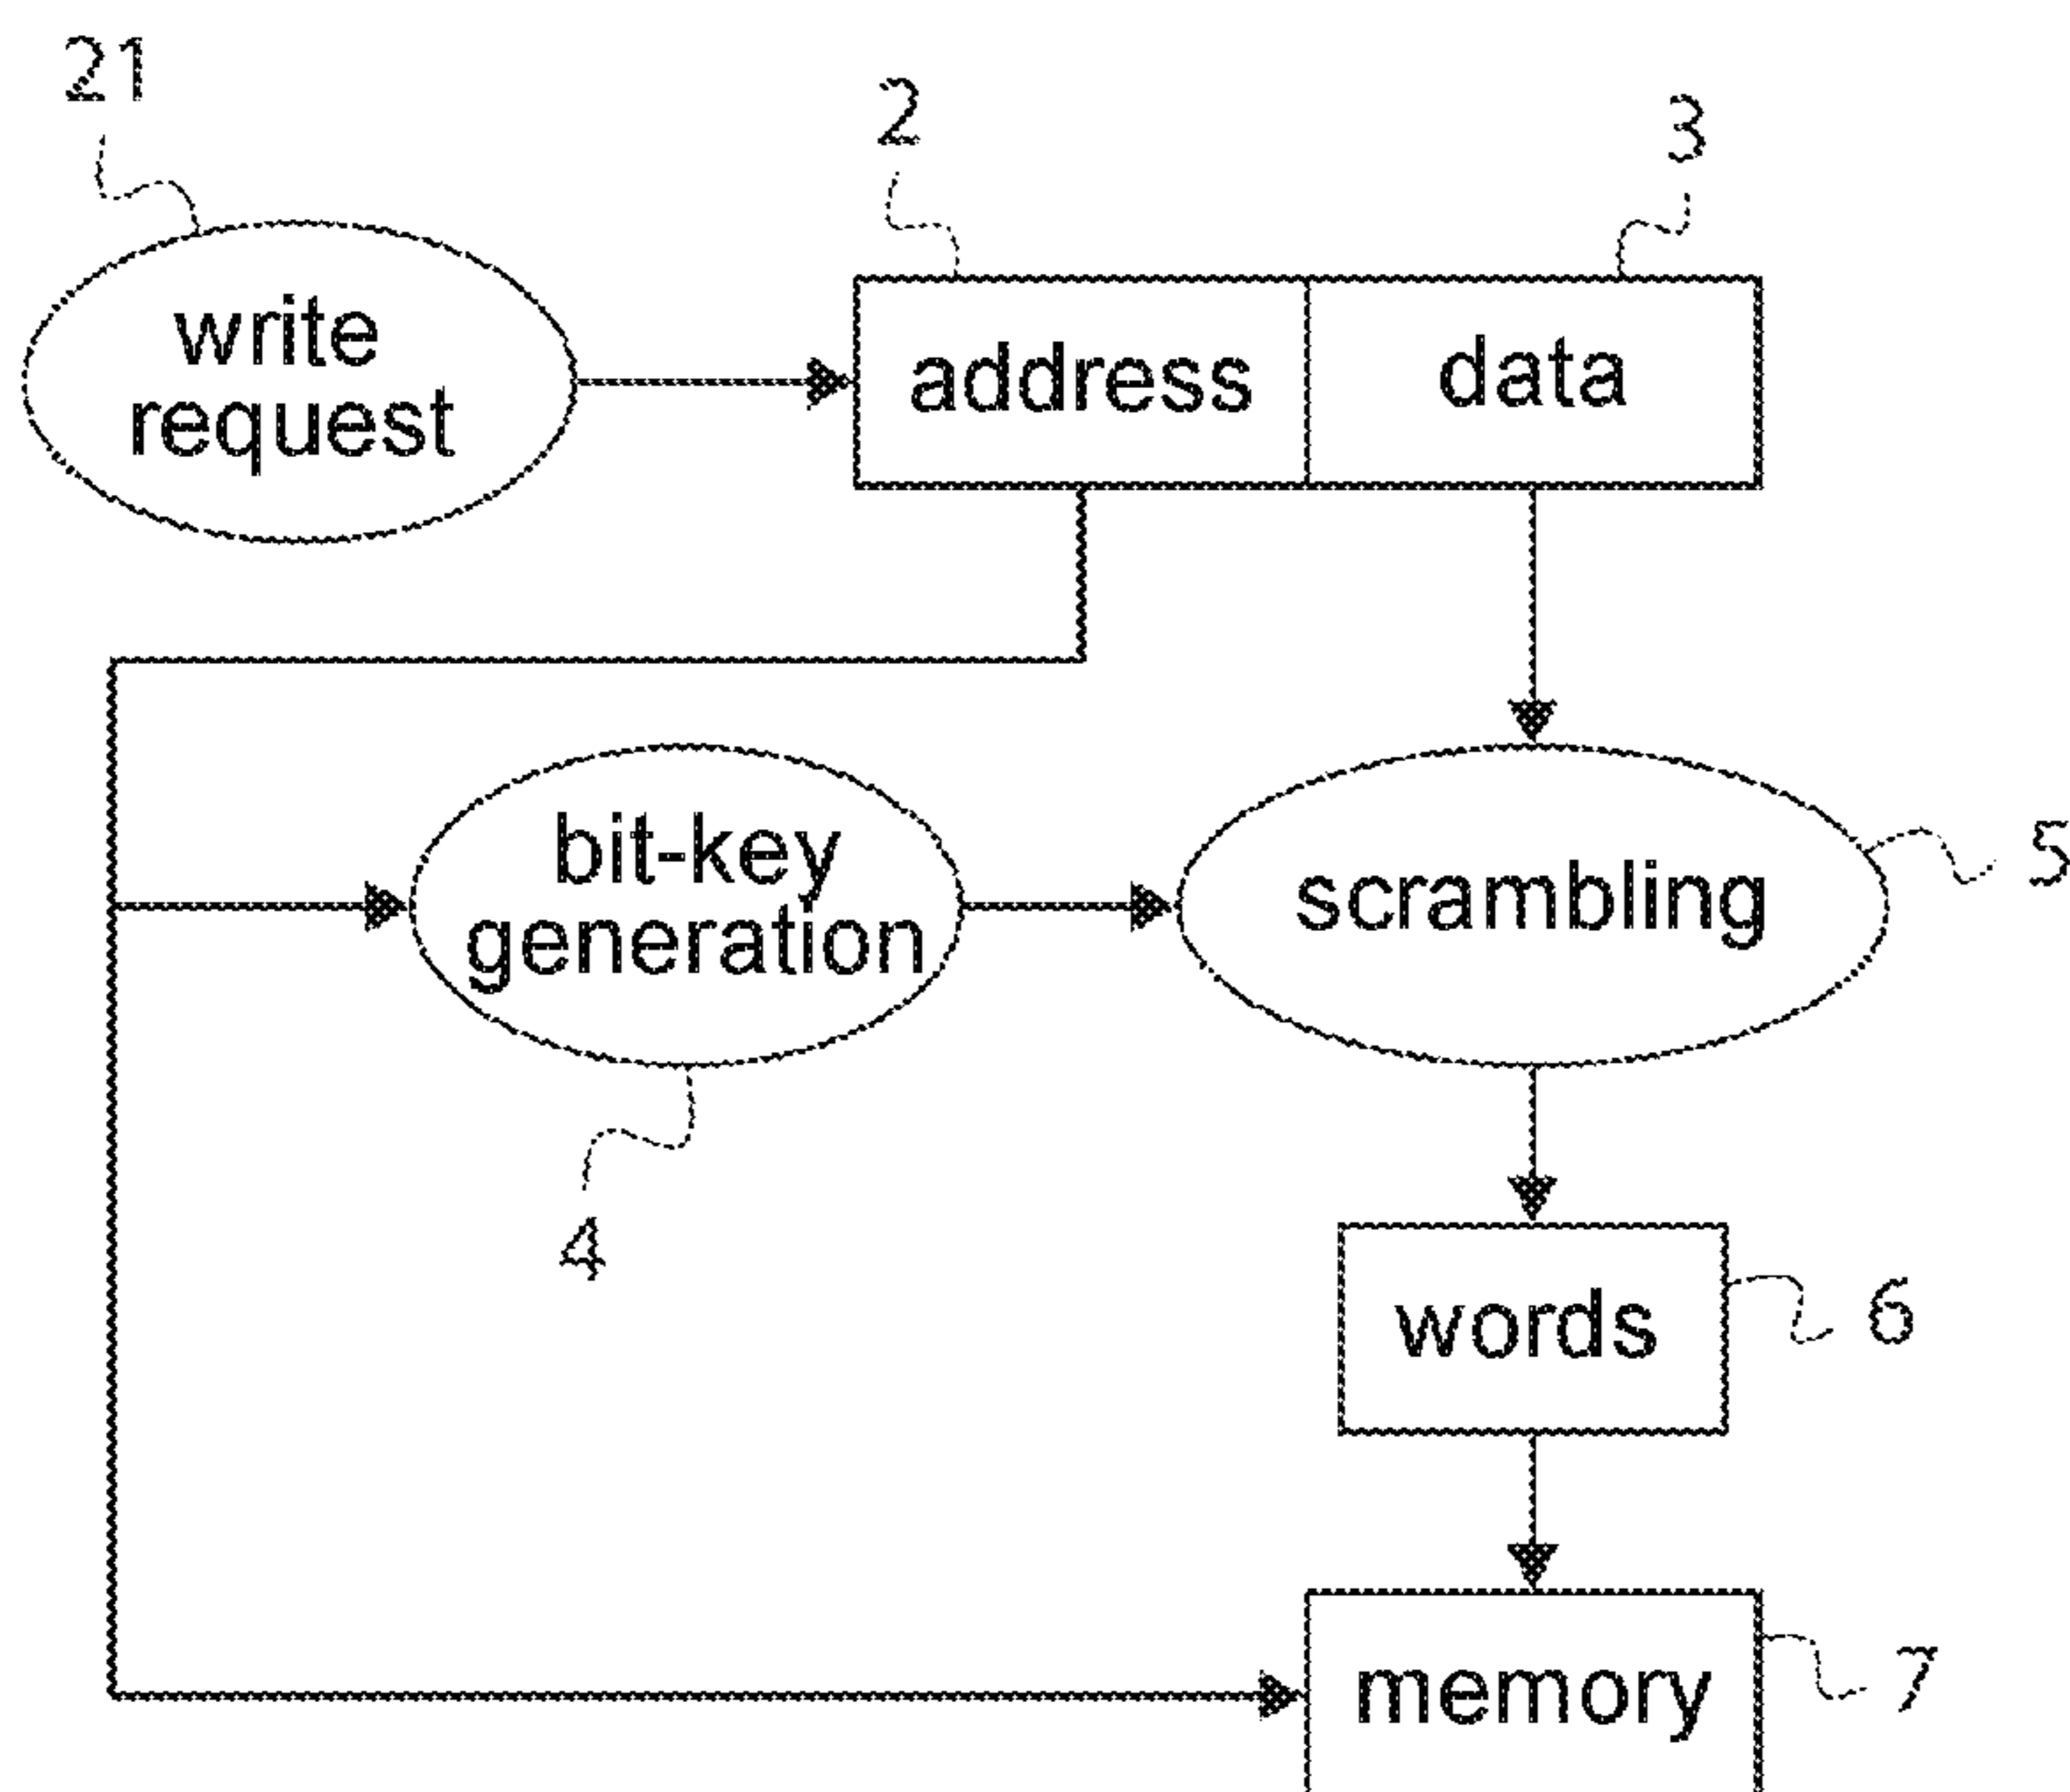 21
2
3
write
request
address
data
bit-key
generation
scrambling
5
4
words
6
memory
7